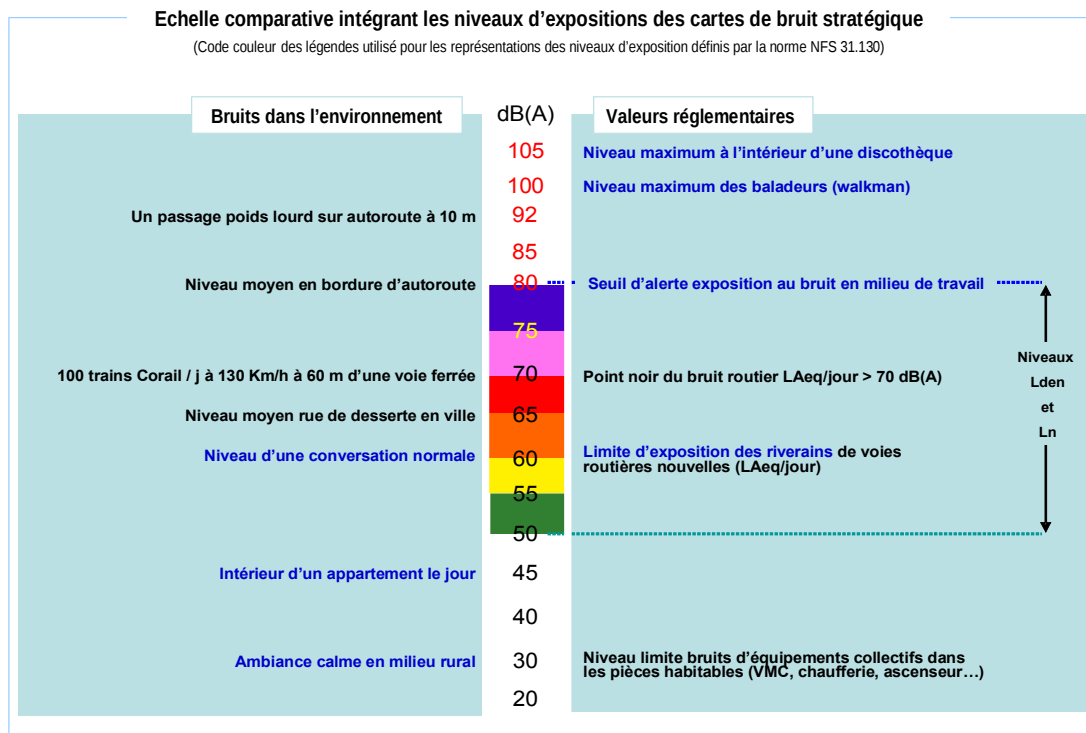 Echelle comparative intégrant les niveaux d'expositions des cartes de bruit stratégique
(Code couleur des légendes utilisé pour les représentations des niveaux d'exposition définis par la norme NFS 31.130)
Bruits dans l'environnement
dB(A)
Valeurs réglementaires
105
Niveau maximum à l'intérieur d'une discothèque
100
Niveau maximum des baladeurs (walkman)
Un passage poids lourd sur autoroute à 10 m
92
85
Niveau moyen en bordure d'autoroute
80
Seuil d'alerte exposition au bruit en milieu de travail
75
Niveaux
Lden
et
Ln
100 trains Corail / j à 130 Km/h à 60 m d'une voie ferrée
70
Point noir du bruit routier LAeq/jour > 70 dB(A)
Niveau moyen rue de desserte en ville
65
Niveau d'une conversation normale
60
Limite d'exposition des riverains de voies
routières nouvelles (LAeq/jour)
55
50
Intérieur d'un appartement le jour
45
40
Ambiance calme en milieu rural
30
Niveau limite bruits d'équipements collectifs dans
les pièces habitables (VMC, chaufferie, ascenseur…)
20